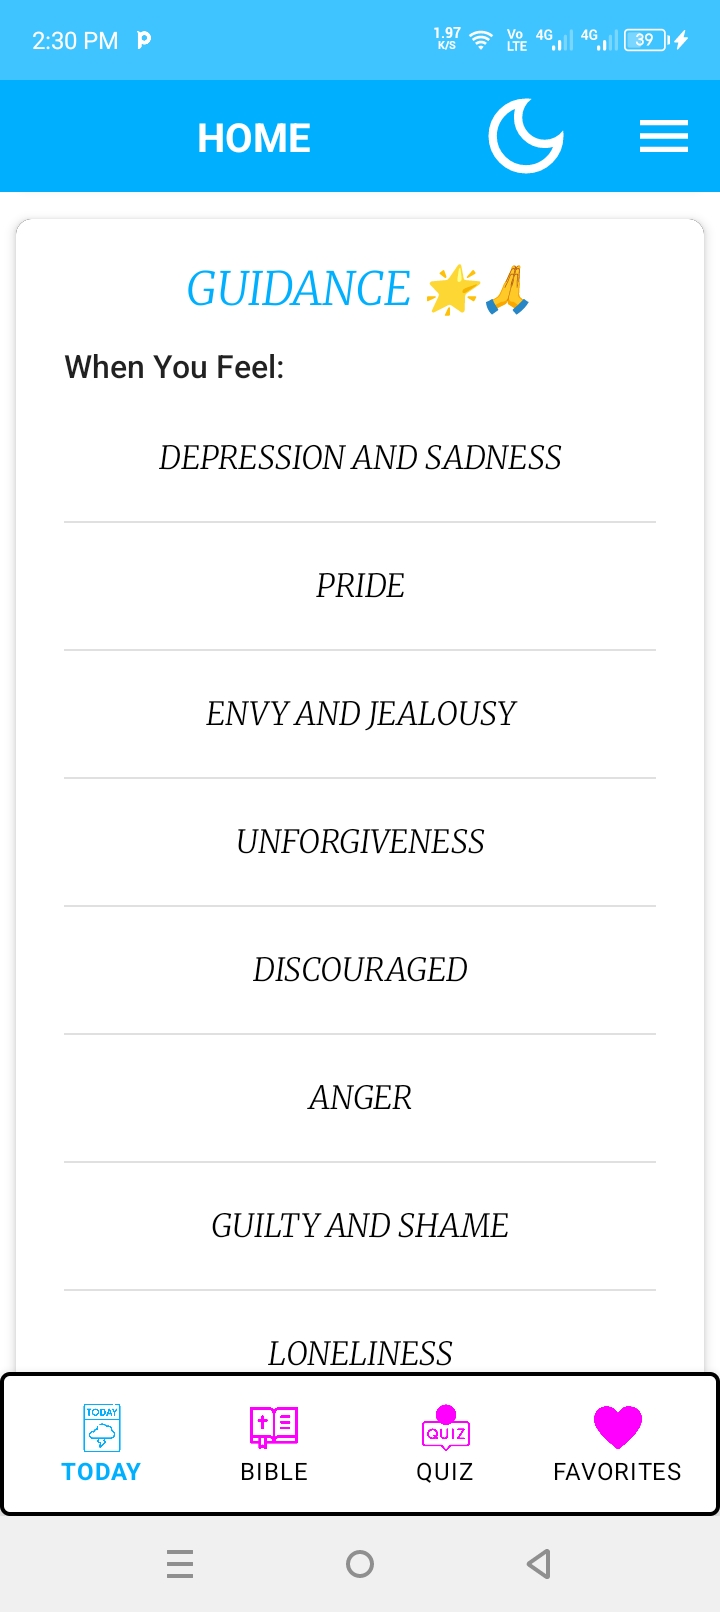 2:30 PM
1.97
K/S
Vo
LTE
4G
4G
39
HOME
GUIDANCE 🌟🙏
When You Feel:
DEPRESSION AND SADNESS
PRIDE
ENVY AND JEALOUSY
UNFORGIVENESS
DISCOURAGED
ANGER
GUILTY AND SHAME
LONELINESS
TODAY
QUIZ
TODAY
BIBLE
QUIZ
FAVORITES